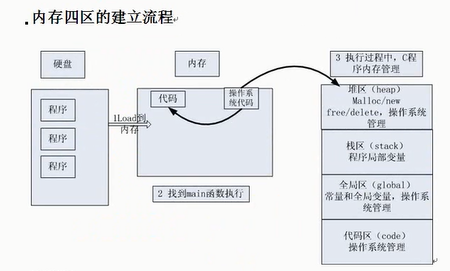 内存四区的建立流程
硬盘
内存
3 执行过程中，C程
序内存管理
程序
程序
程序
1Load到
内存
代码
操作系
统代码
2 找到main函数执行
堆区（heap）
Malloc/new
free/delete，操作系统
管理
栈区（stack）
程序局部变量
全局区（global）
常量和全局变量，操作系
统管理
代码区（code）
操作系统管理